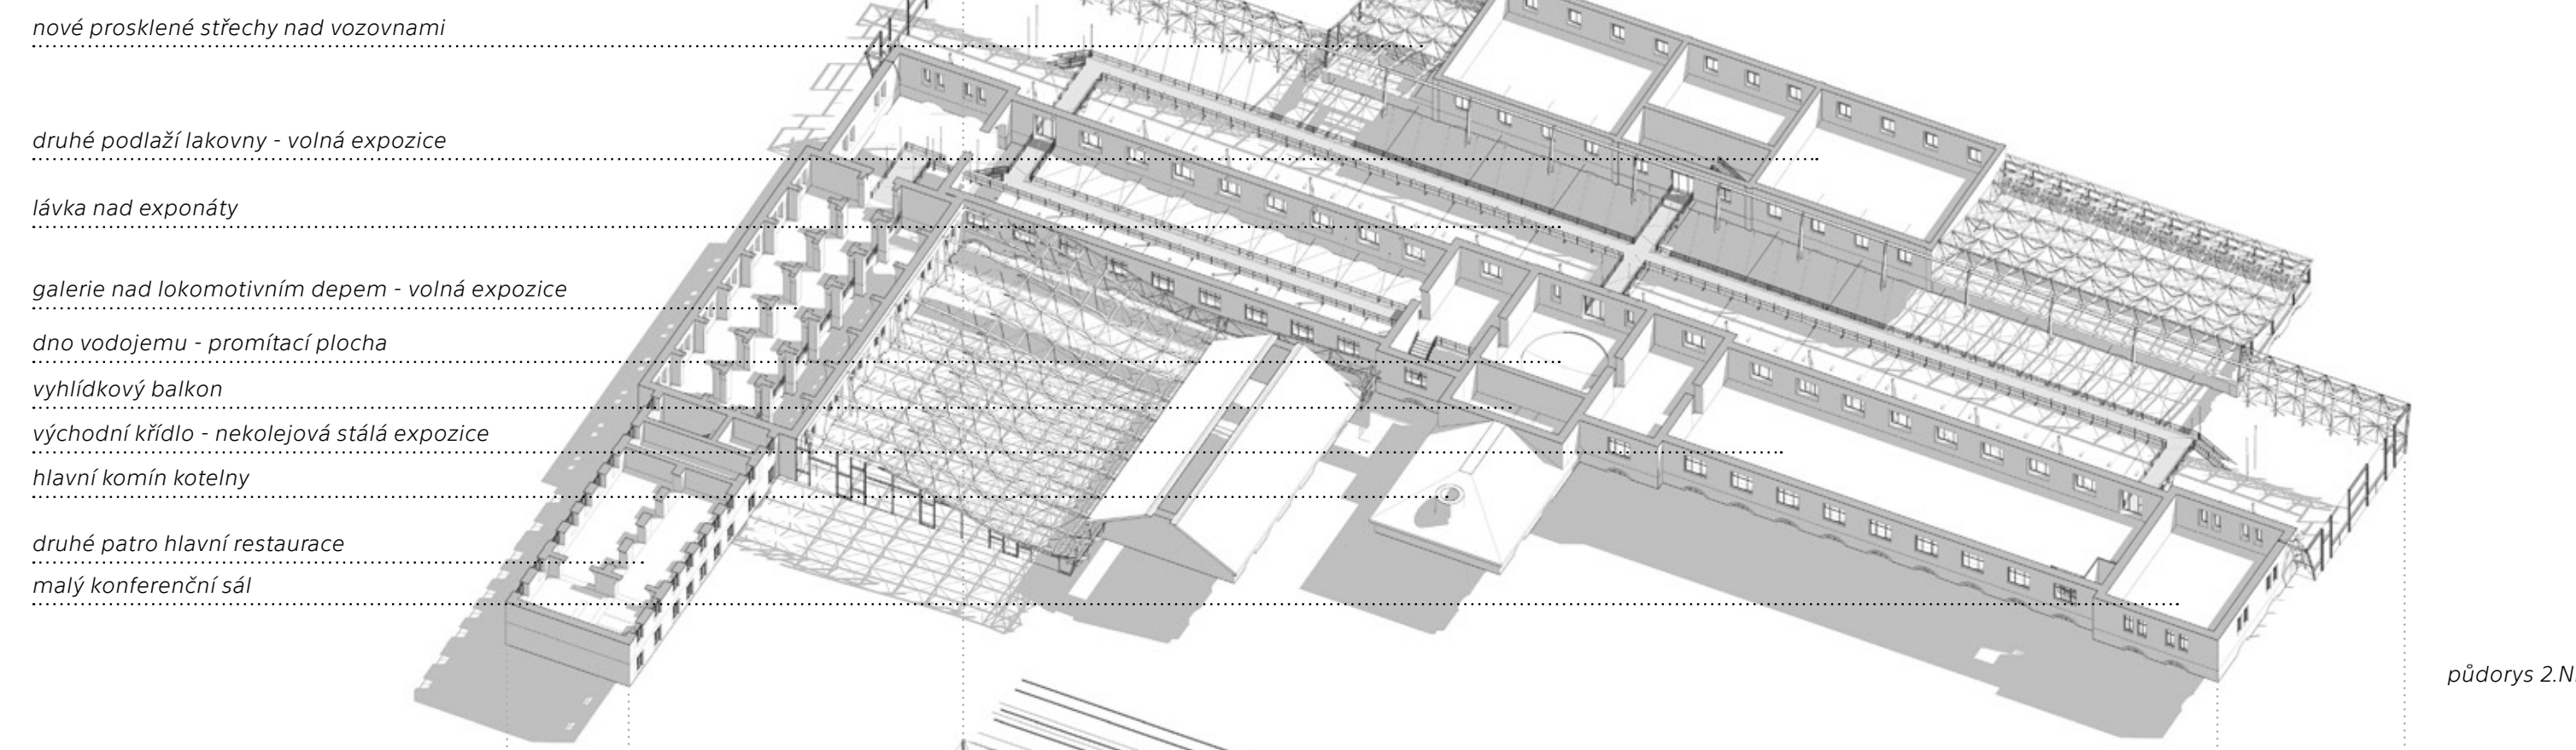 nové prosklené střechy nad vozovnami
druhé podlaží lakovny - volná expozice
lávka nad exponáty
galerie nad lokomotivním depem - volná expozice
dno vodojemu - promítací plocha
vyhlídkový balkon
východní křídlo - nekolejová stálá expozice
hlavní komín kotelny
druhé patro hlavní restaurace
malý konferenční sál
půdorys 2.N